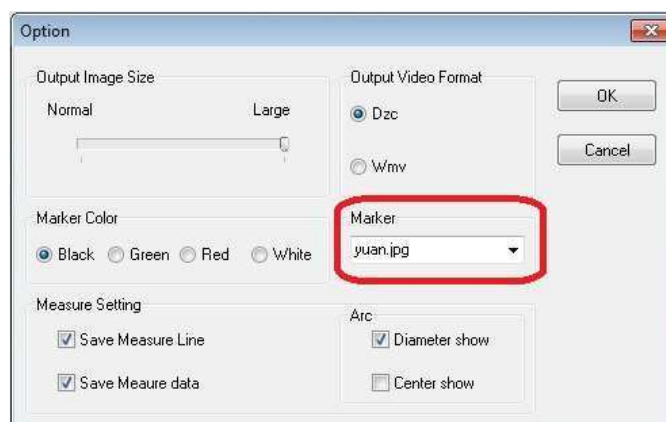 Option
Output Image Size
Normal Large
Output Video Format
Dzc
Wmv
OK
Cancel
Marker Color
Black Green Red White
Marker
yuan.jpg
Measure Setting
Save Measure Line
Save Meaure data
Arc
Diameter show
Center show